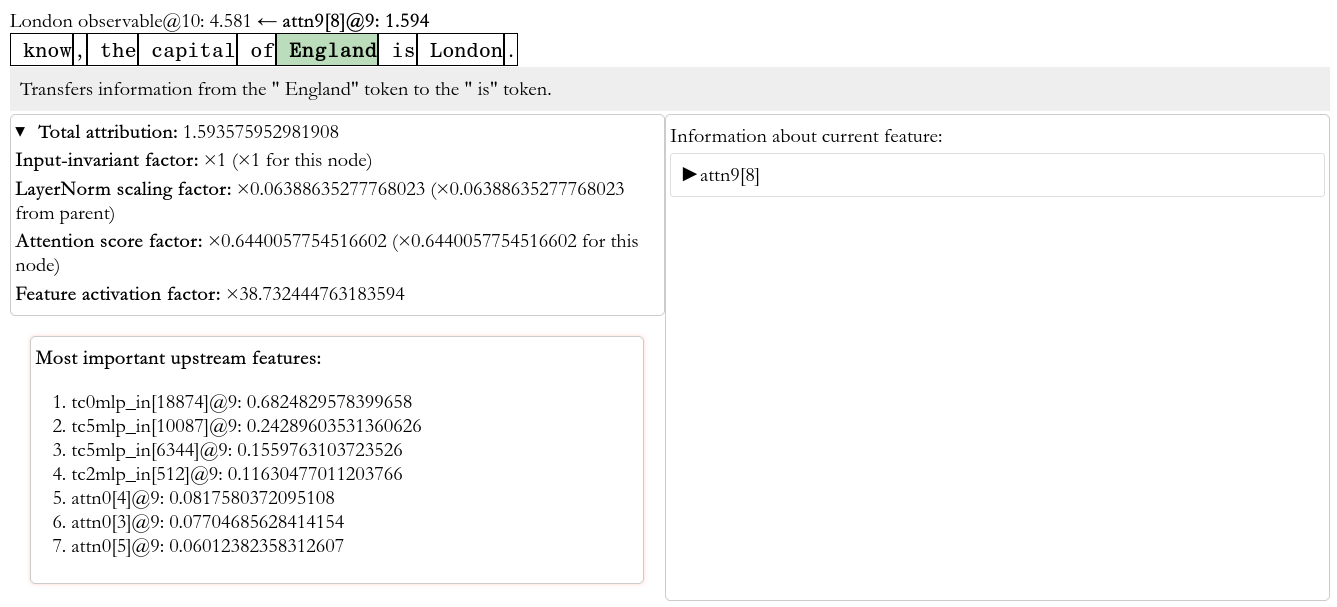 London observable@10: 4.581 ← attn9[8]@9: 1.594
know, the capital of England is London.
Transfers information from the " England" token to the " is" token.
▼ Total attribution: 1.593575952981908
Input-invariant factor: ×1 (×1 for this node)
LayerNorm scaling factor: ×0.06388635277768023 (×0.06388635277768023
from parent)
Attention score factor: ×0.6440057754516602 (×0.6440057754516602 for this
node)
Feature activation factor: ×38.732444763183594
Information about current feature:
▶ attn9[8]
Most important upstream features:
1. tc0mlp_in[18874]@9: 0.6824829578399658
2. tc5mlp_in[10087]@9: 0.24289603531360626
3. tc5mlp_in[6344]@9: 0.1559763103723526
4. tc2mlp_in[512]@9: 0.11630477011203766
5. attn0[4]@9: 0.0817580372095108
6. attn0[3]@9: 0.07704685628414154
7. attn0[5]@9: 0.06012382358312607